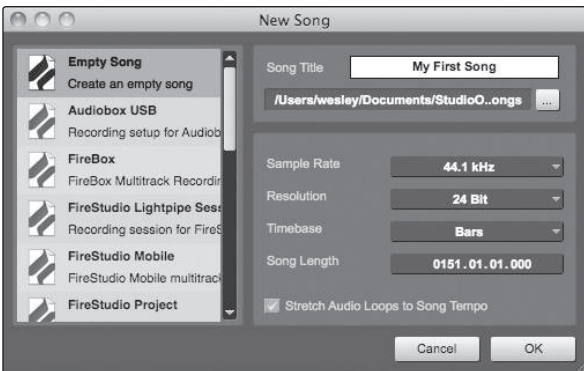 New Song
Empty Song
Create an empty song
Audiobox USB
Recording setup for Audiob
FireBox
FireBox Multitrack Recordin
FireStudio Lightpipe Sess
Recording session for FireS
FireStudio Mobile
FireStudio Mobile multitrac
FireStudio Project
Song Title
My First Song
/Users/wesley/Documents/StudioO..ongs
...
Sample Rate
44.1 kHz
Resolution
24 Bit
Timebase
Bars
Song Length
0151.01.01.000
Stretch Audio Loops to Song Tempo
Cancel
OK